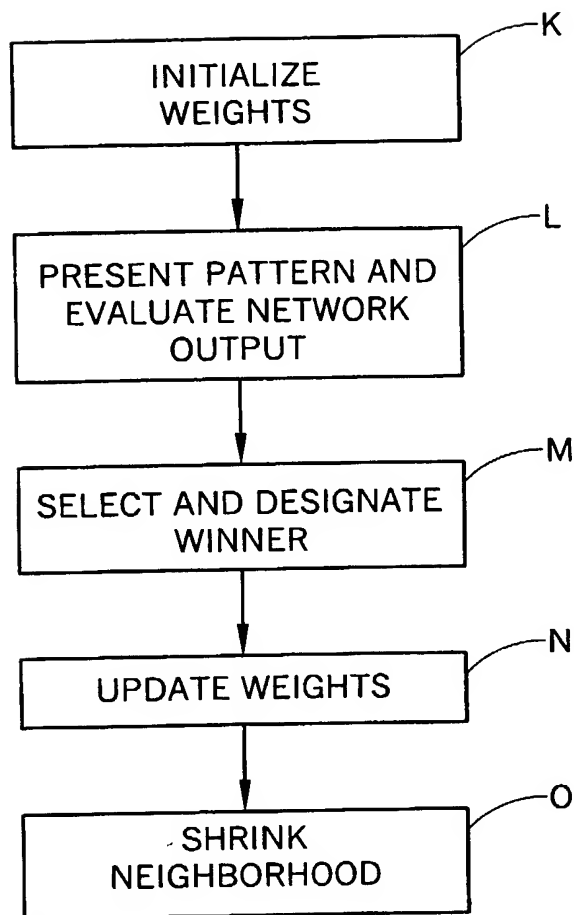 K
INITIALIZE
WEIGHTS
L
PRESENT PATTERN AND
EVALUATE NETWORK
OUTPUT
M
SELECT AND DESIGNATE
WINNER
N
UPDATE WEIGHTS
O
SHRINK
NEIGHBORHOOD